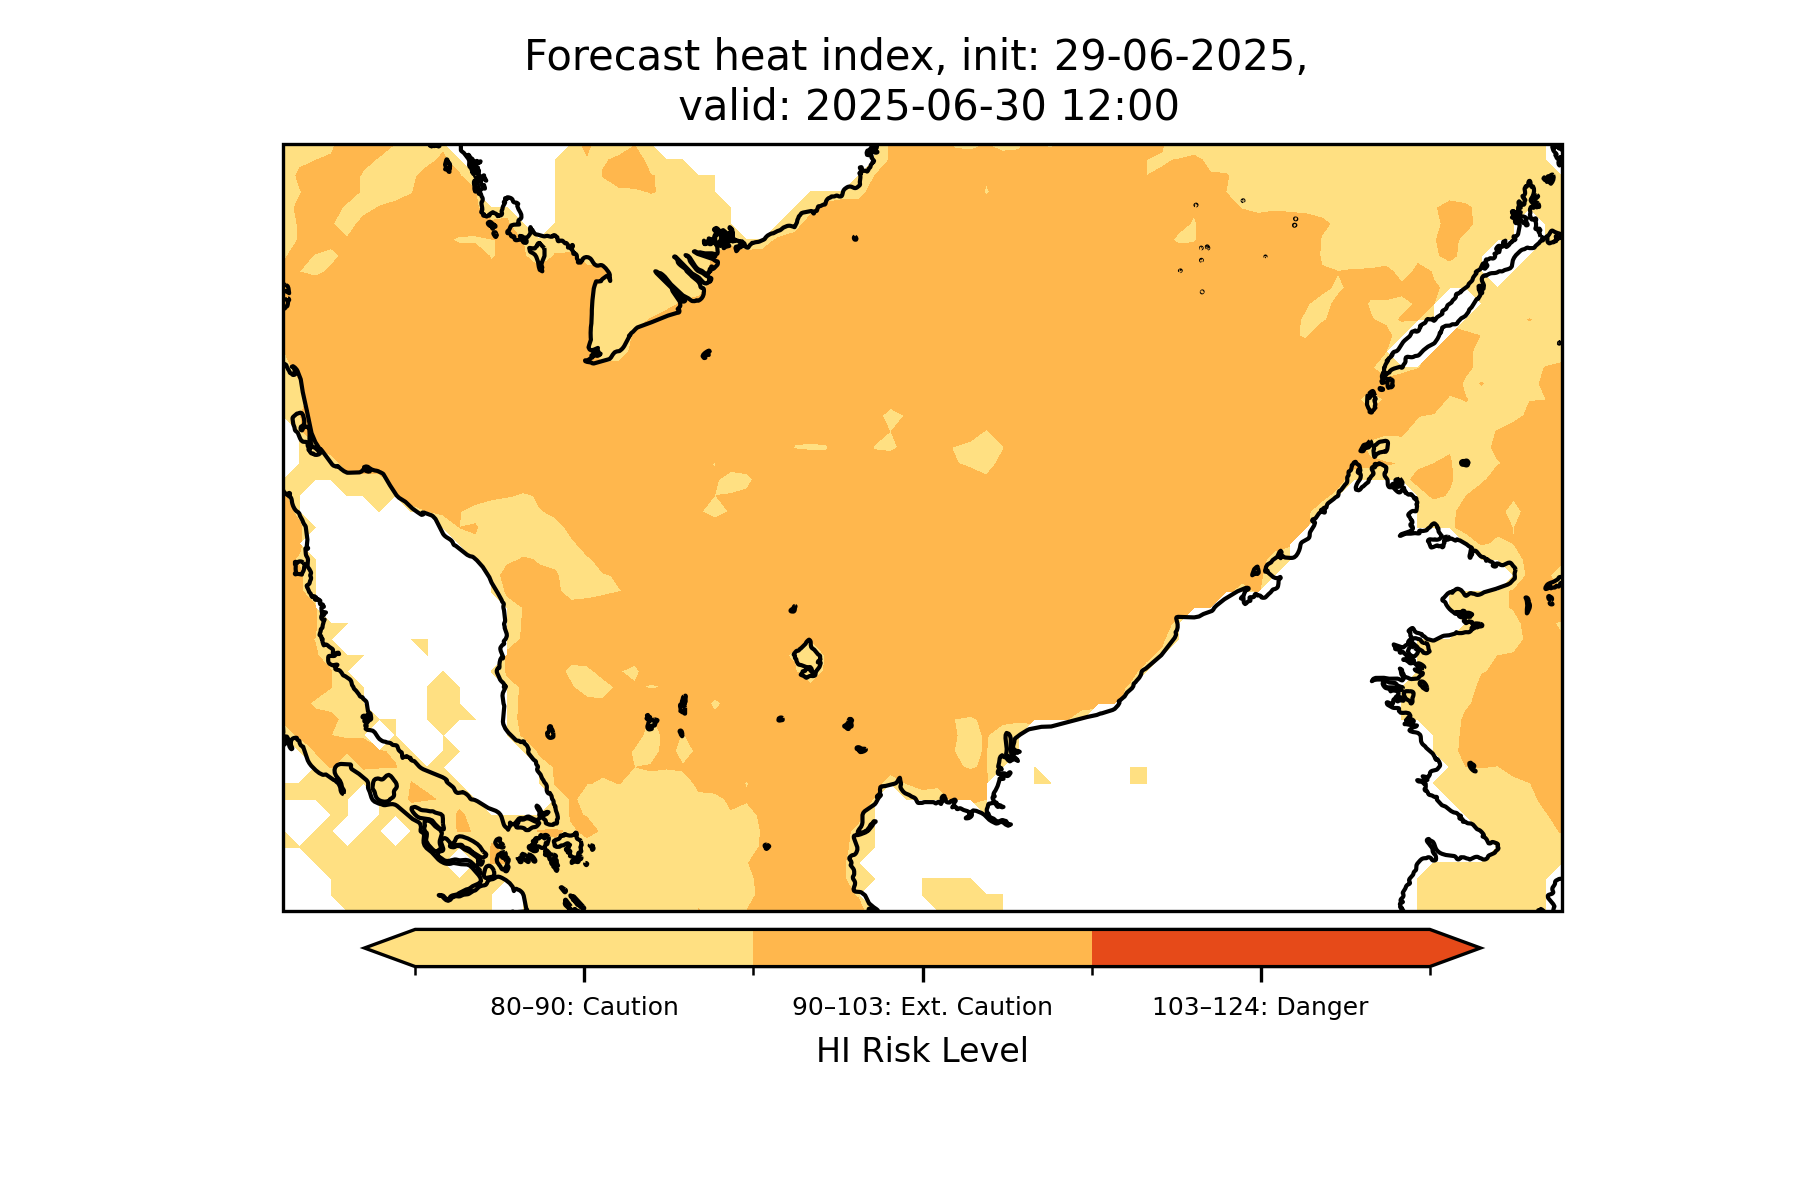 Forecast heat index, init: 29-06-2025,
valid: 2025-06-30 12:00
80–90: Caution
90–103: Ext. Caution
103–124: Danger
HI Risk Level